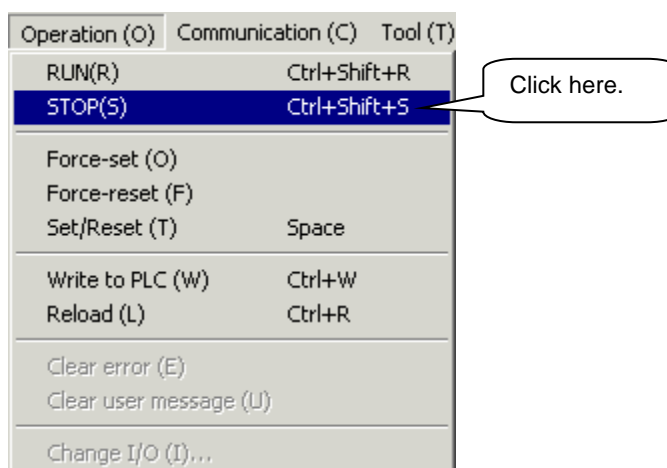 Operation (O) Communication (C) Tool (T)
RUN(R) Ctrl+Shift+R
STOP(S) Ctrl+Shift+S
Click here.
Force-set (O)
Force-reset (F)
Set/Reset (T) Space
Write to PLC (W) Ctrl+W
Reload (L) Ctrl+R
Clear error (E)
Clear user message (U)
Change I/O (I)...